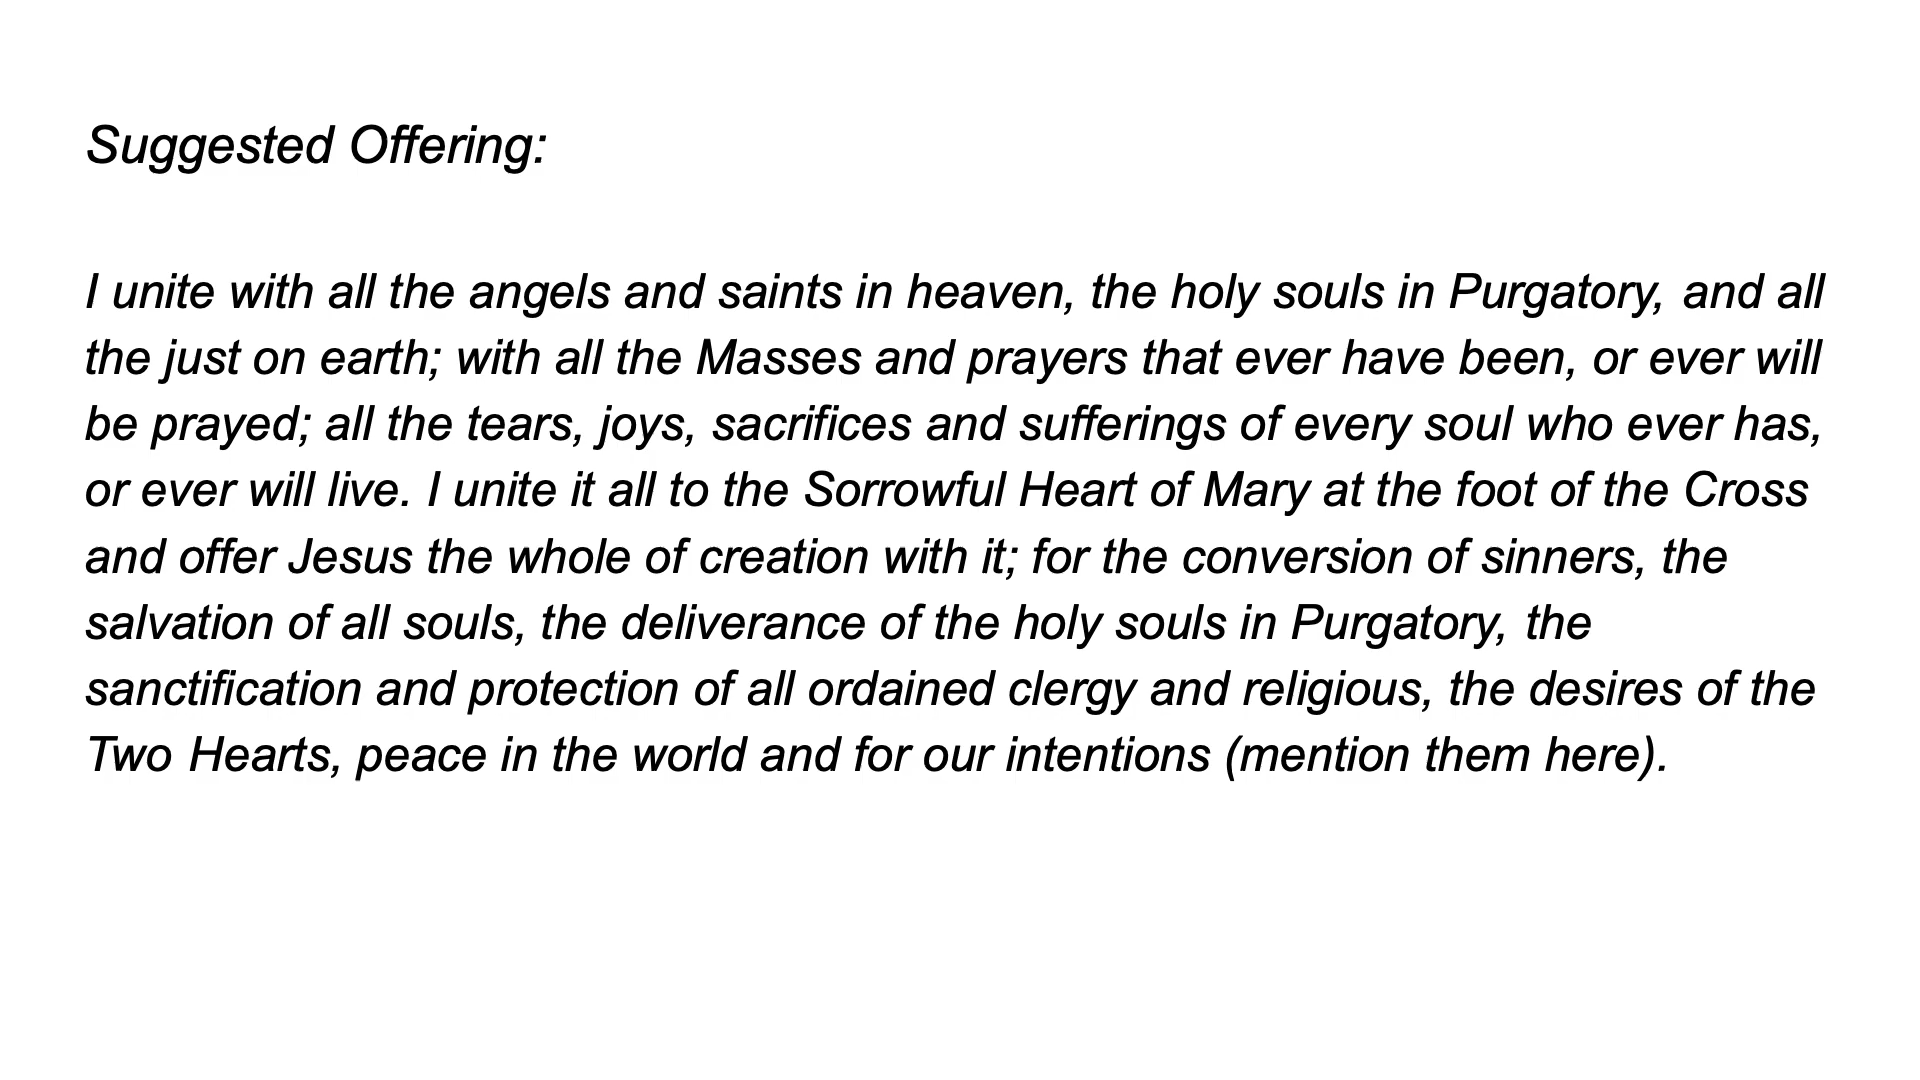 Suggested Offering:
I unite with all the angels and saints in heaven, the holy souls in Purgatory, and all
the just on earth; with all the Masses and prayers that ever have been, or ever will
be prayed; all the tears, joys, sacrifices and sufferings of every soul who ever has,
or ever will live. I unite it all to the Sorrowful Heart of Mary at the foot of the Cross
and offer Jesus the whole of creation with it; for the conversion of sinners, the
salvation of all souls, the deliverance of the holy souls in Purgatory, the
sanctification and protection of all ordained clergy and religious, the desires of the
Two Hearts, peace in the world and for our intentions (mention them here).